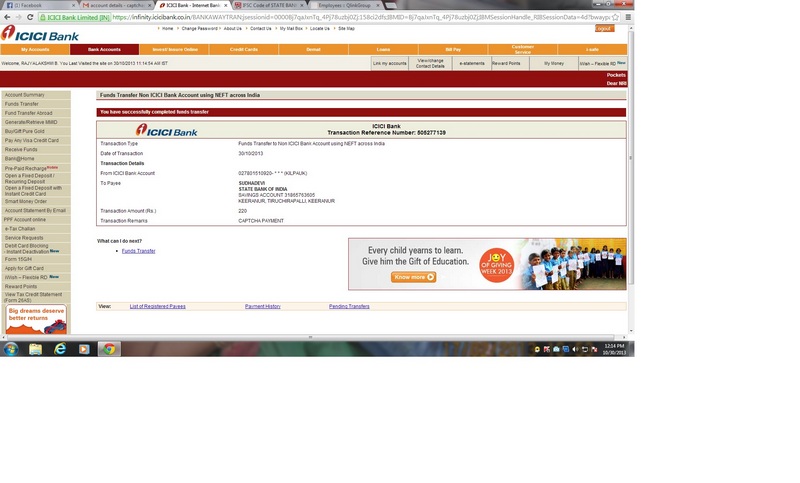 Facebook
account details - captcha
ICICI Bank - Internet Ban
IFSC Code of STATE BAN
Employees :: QlinkGroup
ICICI Bank Limited [IN] https://infinity.icicibank.co.in/BANKAWAYTRAN;jsessionid=
ICICI Bank
Home Change Password About Us Contact Us My Mail Box Locate Us Site Map
Logout
My Accounts Bank Accounts Invest/Insure Online Credit Cards Demat Loans Bill Pay Customer Service
Welcome, RAJYALAKSHMI B. You Last Visited the site on 30/10/2013 11:14:54 AM IST
Link my accounts View/change Contact Details e-statements Reward Points My Money iWish – Flexible RD New
Pockets
Dear NRI
Account Summary
Funds Transfer
Fund Transfer Abroad
Generate/Retrieve MMID
Buy/Gift Pure Gold
Pay Any Visa Credit Card
Receive Funds
Bank@Home
Pre-Paid Recharge
Open a Fixed Deposit /
Recurring Deposit
Open a Fixed Deposit with
Instant Credit Card
Smart Money Order
Account Statement By Email
PPF Account online
e-Tax Challan
Service Requests
Debit Card Blocking
- Instant Deactivation New
Form 15G/H
Apply for Gift Card
iWish – Flexible RD New
Reward Points
View Tax Credit Statement
(Form 26AS)
Big dreams deserve
better returns
Funds Transfer Non ICICI Bank Account using NEFT across India
You have successfully completed funds transfer
ICICI Bank
ICICI Bank
Transaction Reference Number: 505277139
Transaction Type Funds Transfer to Non ICICI Bank Account using NEFT across India
Date of Transaction 30/10/2013
Transaction Details
From ICICI Bank Account 027801510920- * * * (KILPAUK)
To Payee SUDHADEVI
STATE BANK OF INDIA
SAVINGS ACCOUNT 31865763605
KEERANUR, TIRUCHIRAPALLI, KEERANUR
Transaction Amount (Rs.) 220
Transaction Remarks CAPTCHA PAYMENT
What can I do next?
Funds Transfer
Every child yearns to learn.
Give him the Gift of Education.
Know more
JOY
OF GIVING
WEEK 2013
View: List of Registered Payees Payment History Pending Transfers
12:14 PM
10/30/2013